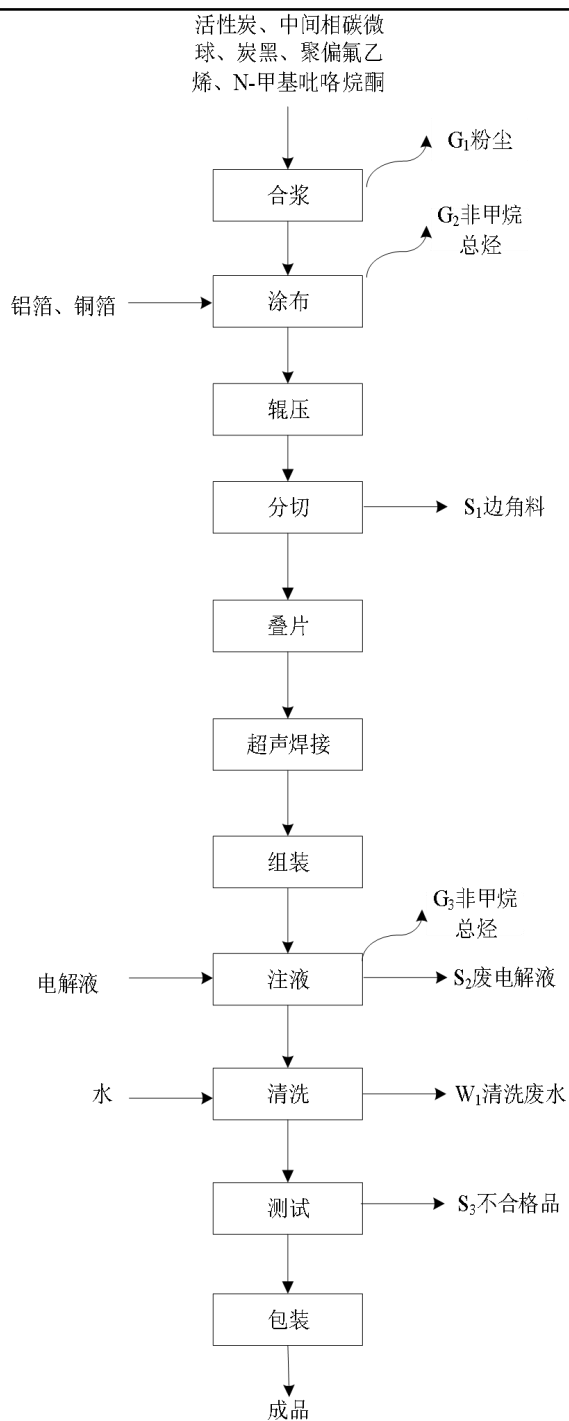 活性炭、中间相碳微
球、炭黑、聚偏氟乙
烯、N-甲基吡咯烷酮
G₁粉尘
合浆
G₂非甲烷
总烃
铝箔、铜箔
涂布
辊压
分切
S₁边角料
叠片
超声焊接
组装
G₃非甲烷
总烃
电解液
注液
S₂废电解液
水
清洗
W₁清洗废水
测试
S₃不合格品
包装
成品